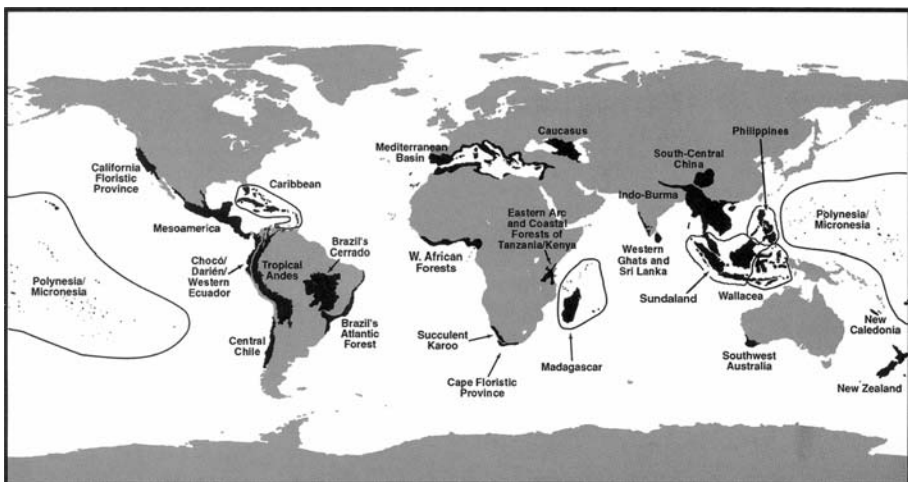 California
Floristic
Province
Caribbean
Mesoamerica
Polynesia/
Micronesia
Chocó/
Darién/
Western
Ecuador
Tropical
Andes
Brazil's
Cerrado
Central
Chile
Brazil's
Atlantic
Forest
Mediterranean
Basin
Caucasus
W. African
Forests
Eastern Arc
and Coastal
Forests of
Tanzania/Kenya
Succulent
Karoo
Cape Floristic
Province
Madagascar
South-Central
China
Indo-Burma
Philippines
Western
Ghats and
Sri Lanka
Sundaland
Wallacea
Polynesia/
Micronesia
New
Caledonia
Southwest
Australia
New Zealand